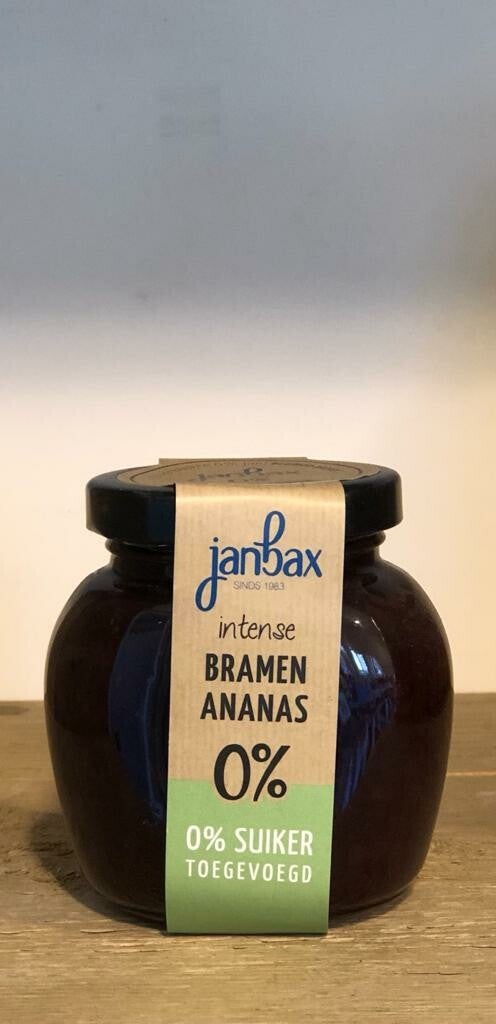 janbax
SINDS 1983
intense
BRAMEN
ANANAS
0%
0% SUIKER
TOEGEVOEGD